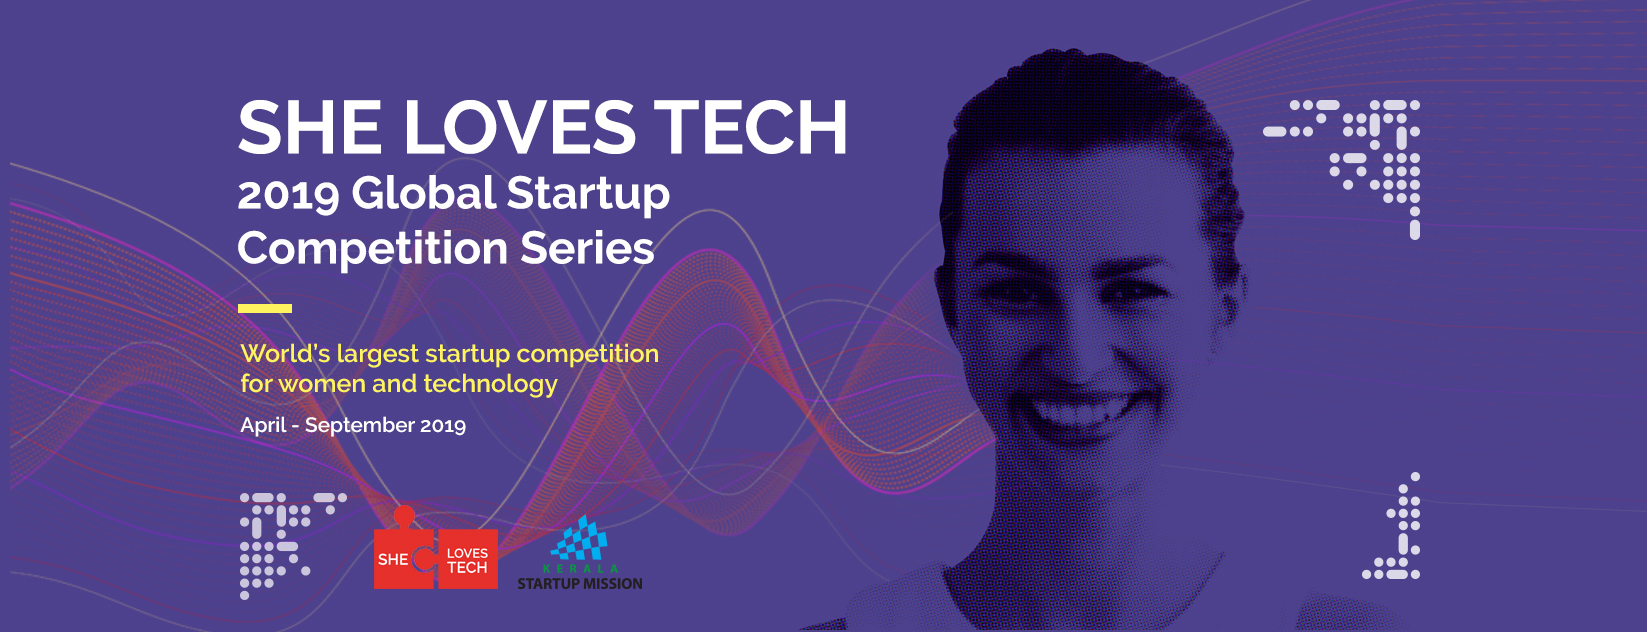 SHE LOVES TECH
2019 Global Startup
Competition Series
World's largest startup competition
for women and technology
April - September 2019
SHE
LOVES
TECH
KERALA
STARTUP MISSION